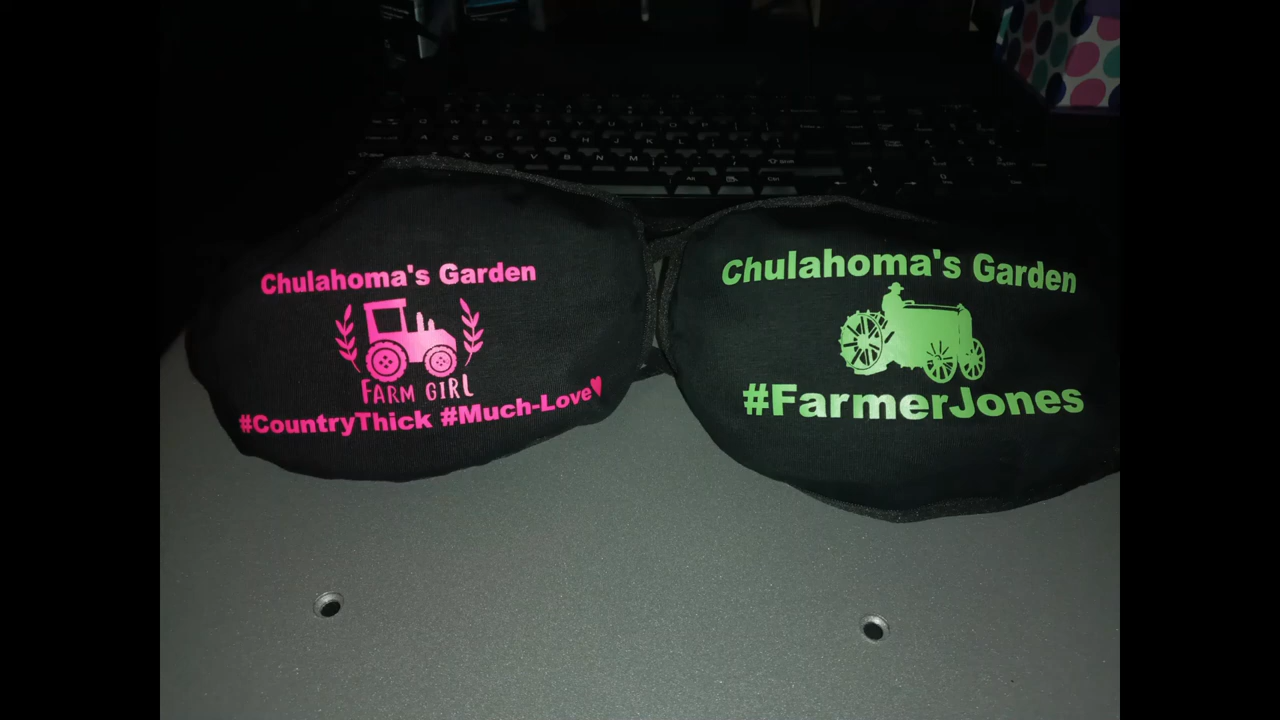 Chulahoma's Garden
FARM GIRL
#CountryThick #Much-Love♥
Chulahoma's Garden
#FarmerJones